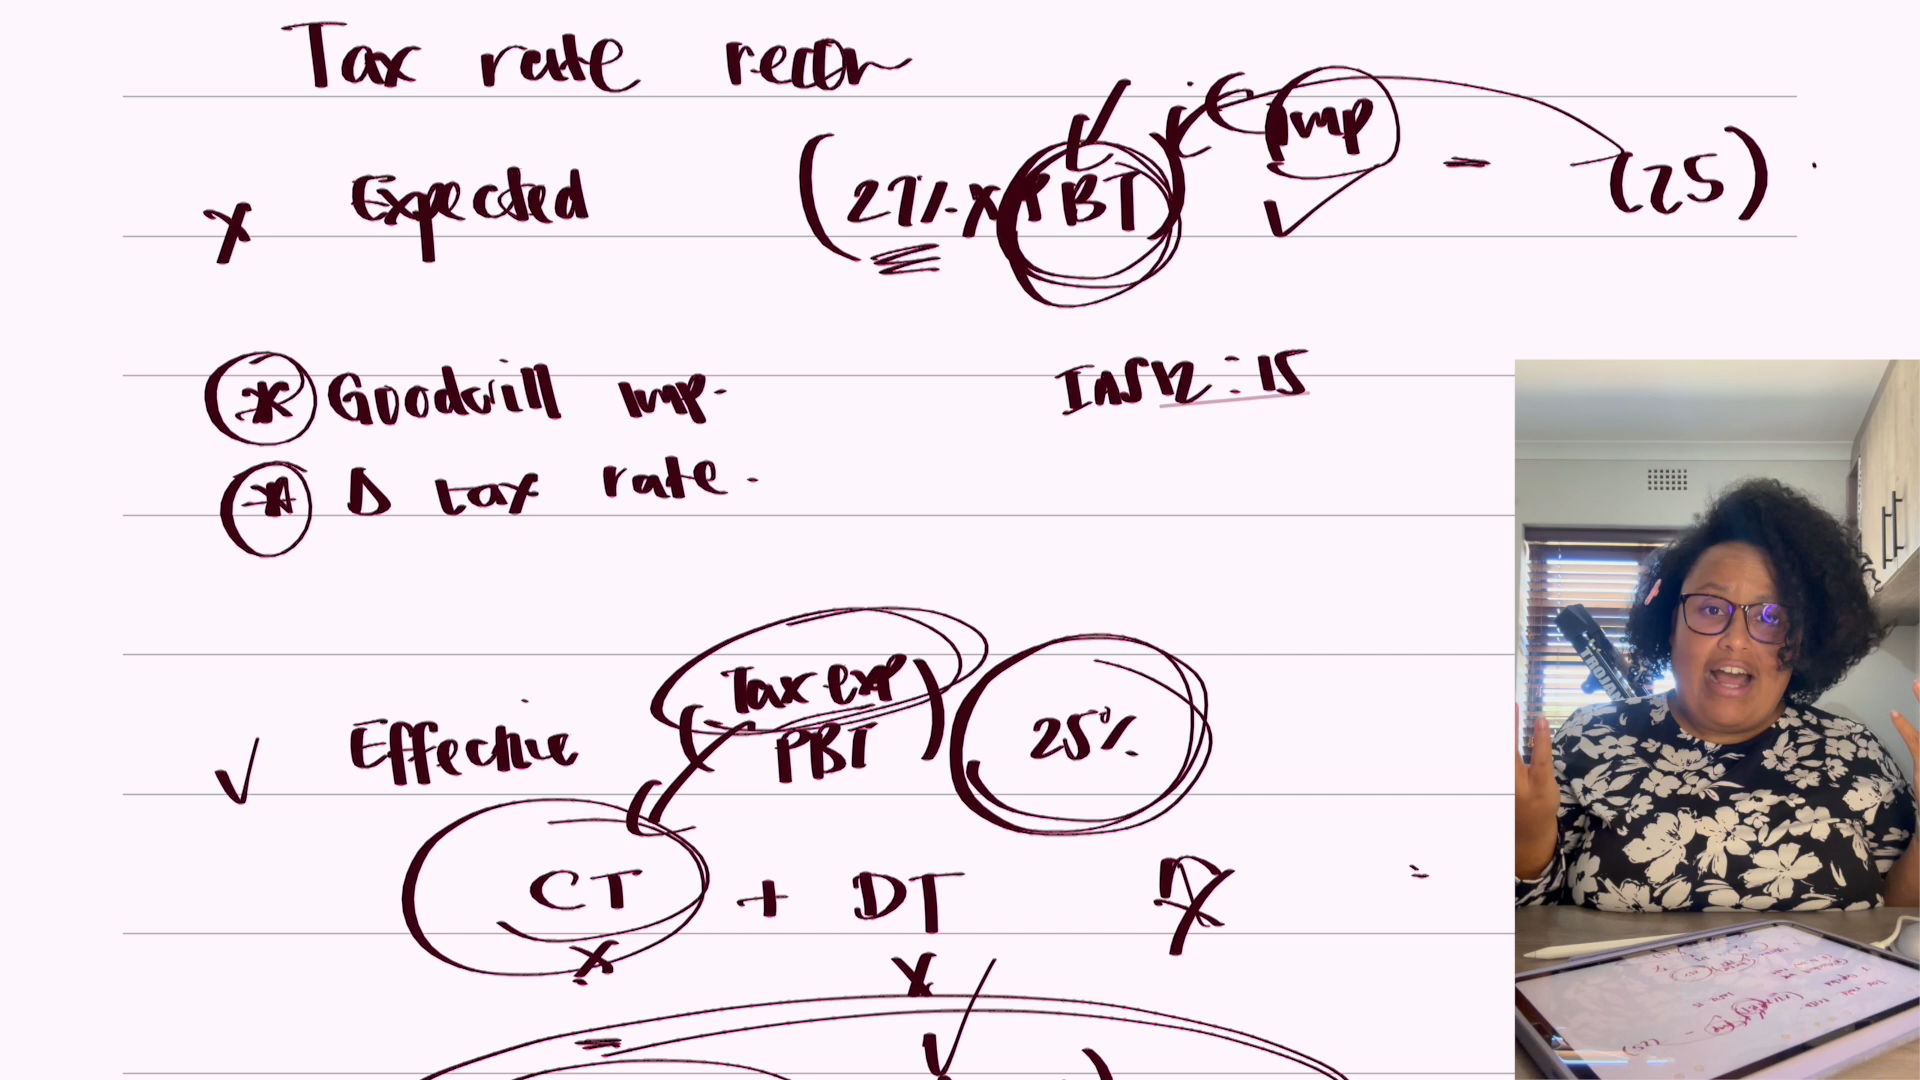 Tax rate recon
x Expected (27% x PBT) Imp = - (25)
* Goodwill Imp. IAS12:15
* Δ tax rate.
Effective (Tax exp
PBT) 25%
CT + DT
x x
=
TROJAN